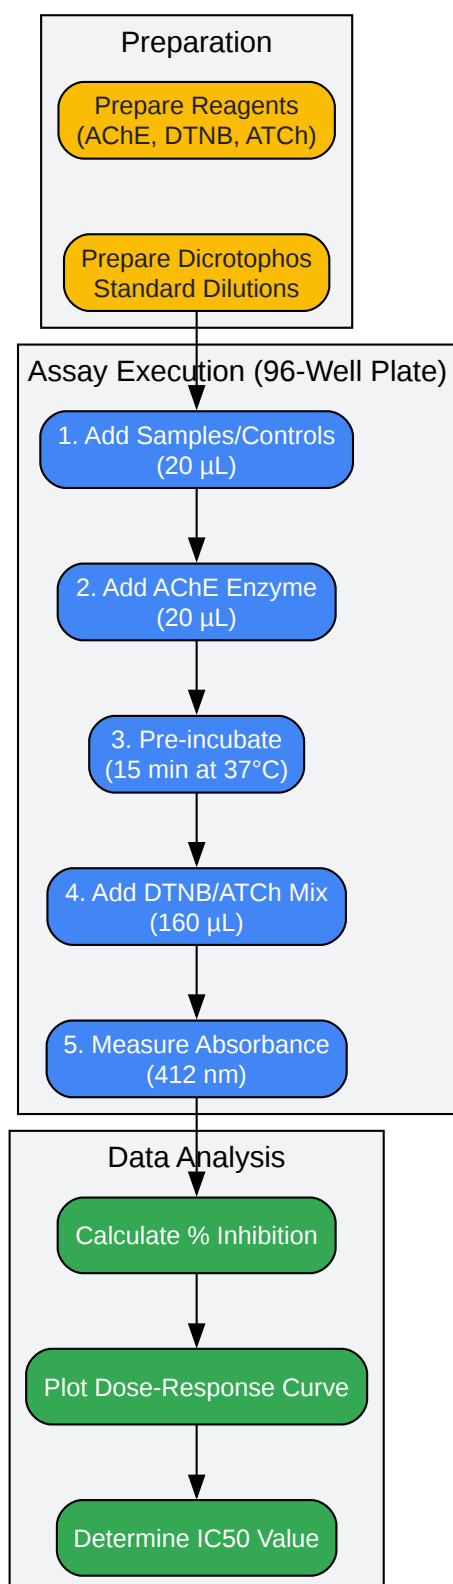 Preparation
Prepare Reagents
(AChE, DTNB, ATCh)
Prepare Dicrotophos
Standard Dilutions
Assay Execution (96-Well Plate)
1. Add Samples/Controls
(20 µL)
2. Add AChE Enzyme
(20 µL)
3. Pre-incubate
(15 min at 37°C)
4. Add DTNB/ATCh Mix
(160 µL)
5. Measure Absorbance
(412 nm)
Data Analysis
Calculate % Inhibition
Plot Dose-Response Curve
Determine IC50 Value